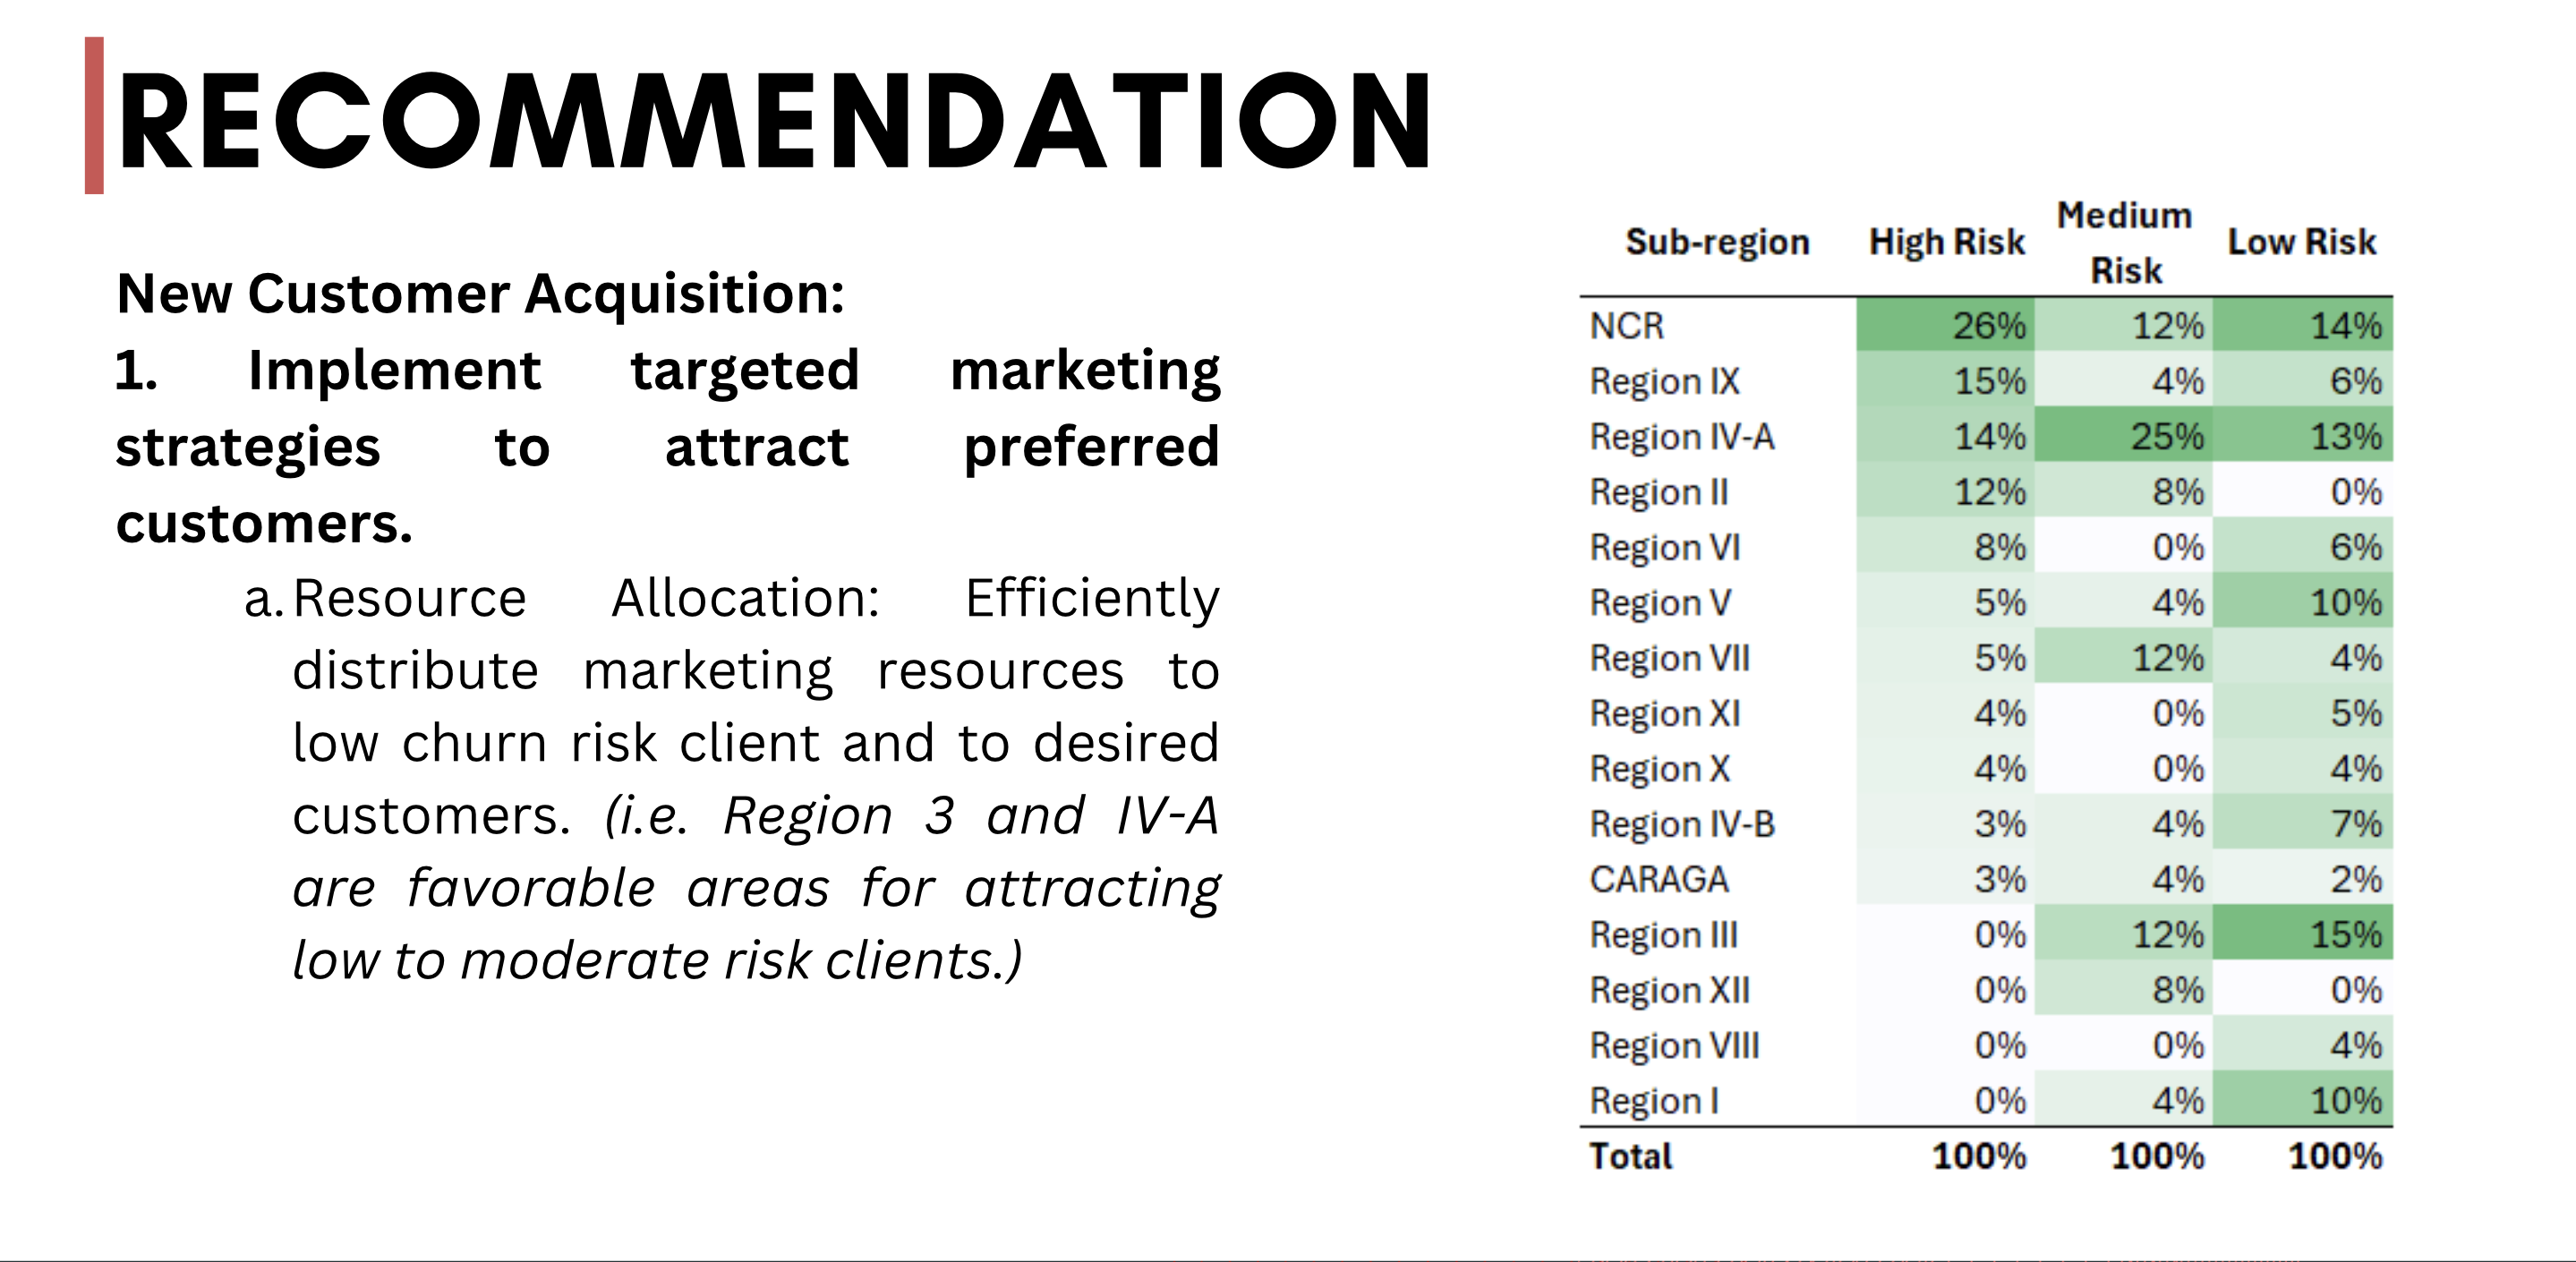 RECOMMENDATION
New Customer Acquisition:
1. Implement targeted marketing
strategies to attract preferred
customers.
a. Resource Allocation: Efficiently
distribute marketing resources to
low churn risk client and to desired
customers. (i.e. Region 3 and IV-A
are favorable areas for attracting
low to moderate risk clients.)
Sub-region High Risk Medium Risk Low Risk
NCR 26% 12% 14%
Region IX 15% 4% 6%
Region IV-A 14% 25% 13%
Region II 12% 8% 0%
Region VI 8% 0% 6%
Region V 5% 4% 10%
Region VII 5% 12% 4%
Region XI 4% 0% 5%
Region X 4% 0% 4%
Region IV-B 3% 4% 7%
CARAGA 3% 4% 2%
Region III 0% 12% 15%
Region XII 0% 8% 0%
Region VIII 0% 0% 4%
Region I 0% 4% 10%
Total 100% 100% 100%